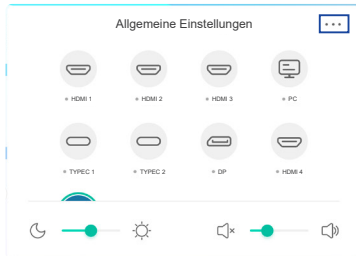 Allgemeine Einstellungen
HDMI 1
HDMI 2
HDMI 3
PC
TYPEC 1
TYPEC 2
DP
HDMI 4